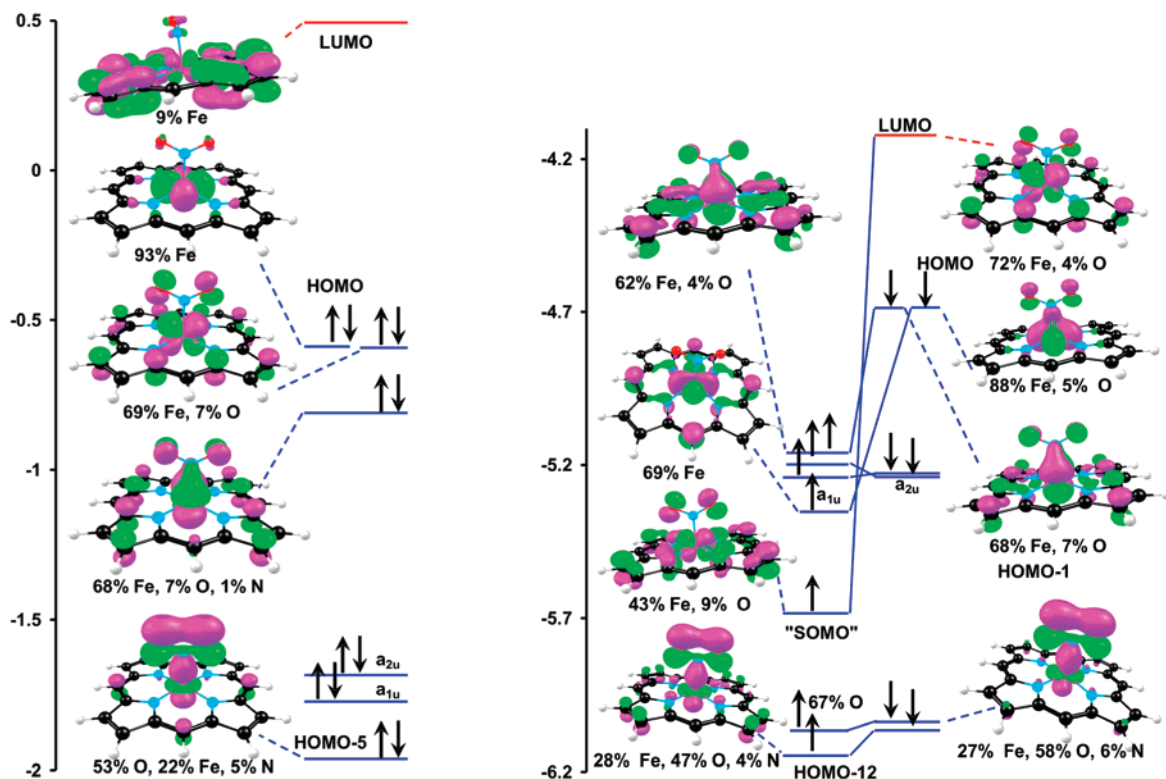 0.5
LUMO
9% Fe
0
93% Fe
HOMO
-0.5
69% Fe, 7% O
-1
68% Fe, 7% O, 1% N
-1.5
a2u
a1u
HOMO-5
53% O, 22% Fe, 5% N
-2
LUMO
-4.2
62% Fe, 4% O
72% Fe, 4% O
HOMO
-4.7
88% Fe, 5% O
69% Fe
-5.2
a1u
a2u
68% Fe, 7% O
HOMO-1
43% Fe, 9% O
-5.7
"SOMO"
67% O
28% Fe, 47% O, 4% N
HOMO-12
27% Fe, 58% O, 6% N
-6.2